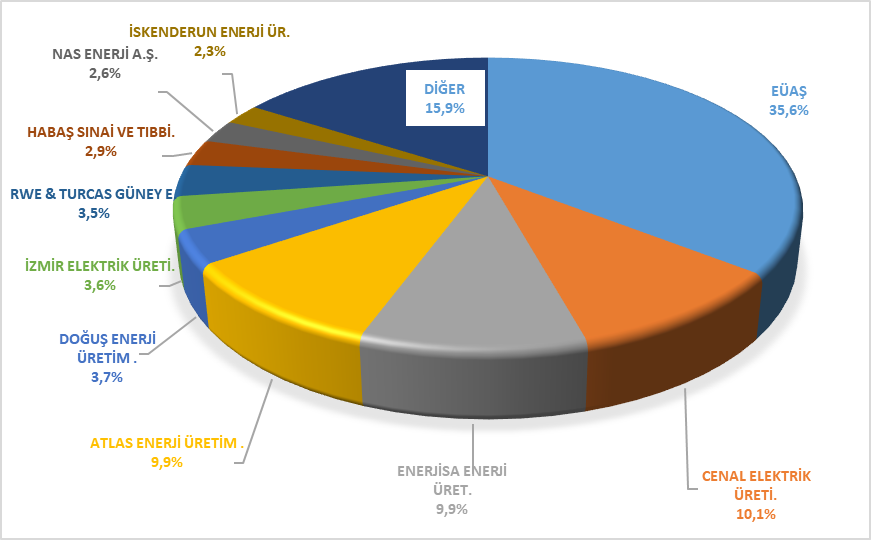 İSKENDERUN ENERJİ ÜR.
2,3%
NAS ENERJİ A.Ş.
2,6%
HABAŞ SINAİ VE TIBBİ.
2,9%
RWE & TURCAS GÜNEY E
3,5%
İZMİR ELEKTRİK ÜRETİ.
3,6%
DOĞUŞ ENERJİ
ÜRETİM .
3,7%
ATLAS ENERJİ ÜRETİM .
9,9%
ENERJİSA ENERJİ
ÜRET.
9,9%
CENAL ELEKTRİK
ÜRETİ.
10,1%
EÜAŞ
35,6%
DİĞER
15,9%